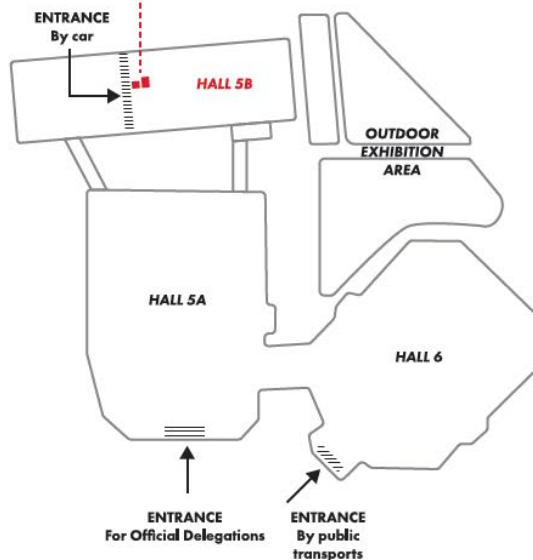 ENTRANCE
By car
HALL 5B
OUTDOOR
EXHIBITION
AREA
HALL 5A
HALL 6
ENTRANCE
For Official Delegations
ENTRANCE
By public
transports